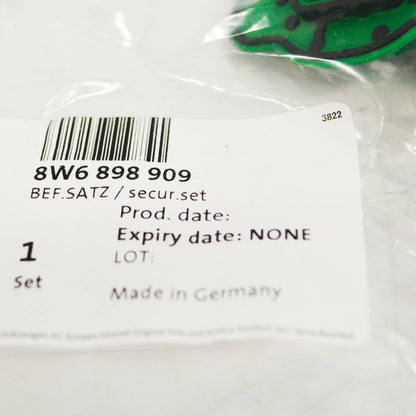 3822
8W6 898 909
BEF.SATZ / secur.set
Prod. date:
Expiry date: NONE
1
Set
LOT:
Made in Germany